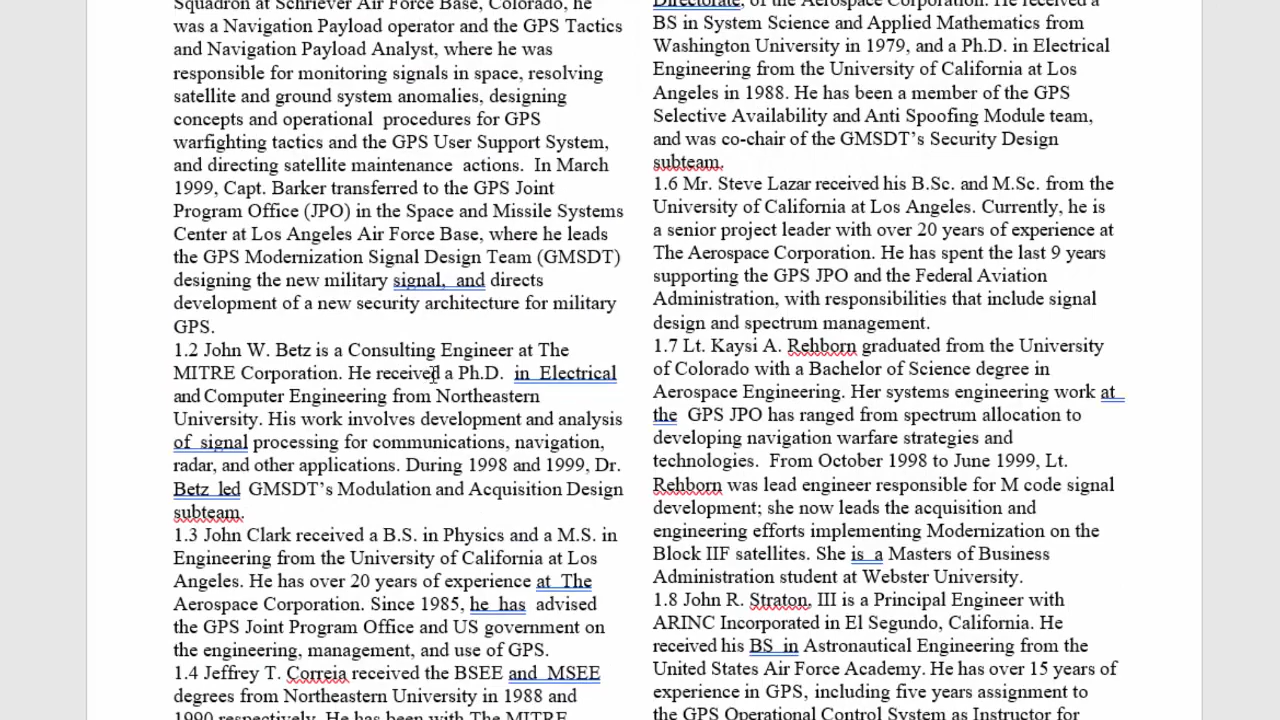 Squadron at Schriever Air Force Base, Colorado, he
was a Navigation Payload operator and the GPS Tactics
and Navigation Payload Analyst, where he was
responsible for monitoring signals in space, resolving
satellite and ground system anomalies, designing
concepts and operational  procedures for GPS
warfighting tactics and the GPS User Support System,
and directing satellite maintenance  actions.  In March
1999, Capt. Barker transferred to the GPS Joint
Program Office (JPO) in the Space and Missile Systems
Center at Los Angeles Air Force Base, where he leads
the GPS Modernization Signal Design Team (GMSDT)
designing the new military signal,  and directs
development of a new security architecture for military
GPS.
1.2 John W. Betz is a Consulting Engineer at The
MITRE Corporation. He received a Ph.D.  in  Electrical
and Computer Engineering from Northeastern
University. His work involves development and analysis
of  signal processing for communications, navigation,
radar, and other applications. During 1998 and 1999, Dr.
Betz  led  GMSDT’s Modulation and Acquisition Design
subteam.
1.3 John Clark received a B.S. in Physics and a M.S. in
Engineering from the University of California at Los
Angeles. He has over 20 years of experience at  The
Aerospace Corporation. Since 1985, he  has  advised
the GPS Joint Program Office and US government on
the engineering, management, and use of GPS.
1.4 Jeffrey T. Correia received the BSEE and  MSEE
degrees from Northeastern University in 1988 and
1990 respectively. He has been with The MITRE
Directorate, of the Aerospace Corporation. He received a
BS in System Science and Applied Mathematics from
Washington University in 1979, and a Ph.D. in Electrical
Engineering from the University of California at Los
Angeles in 1988. He has been a member of the GPS
Selective Availability and Anti Spoofing Module team,
and was co-chair of the GMSDT’s Security Design
subteam.
1.6 Mr. Steve Lazar received his B.Sc. and M.Sc. from the
University of California at Los Angeles. Currently, he is
a senior project leader with over 20 years of experience at
The Aerospace Corporation. He has spent the last 9 years
supporting the GPS JPO and the Federal Aviation
Administration, with responsibilities that include signal
design and spectrum management.
1.7 Lt. Kaysi A. Rehborn graduated from the University
of Colorado with a Bachelor of Science degree in
Aerospace Engineering. Her systems engineering work at
the  GPS JPO has ranged from spectrum allocation to
developing navigation warfare strategies and
technologies.  From October 1998 to June 1999, Lt.
Rehborn was lead engineer responsible for M code signal
development; she now leads the acquisition and
engineering efforts implementing Modernization on the
Block IIF satellites. She is  a Masters of Business
Administration student at Webster University.
1.8 John R. Straton, III is a Principal Engineer with
ARINC Incorporated in El Segundo, California. He
received his BS  in Astronautical Engineering from the
United States Air Force Academy. He has over 15 years of
experience in GPS, including five years assignment to
the GPS Operational Control System as Instructor for